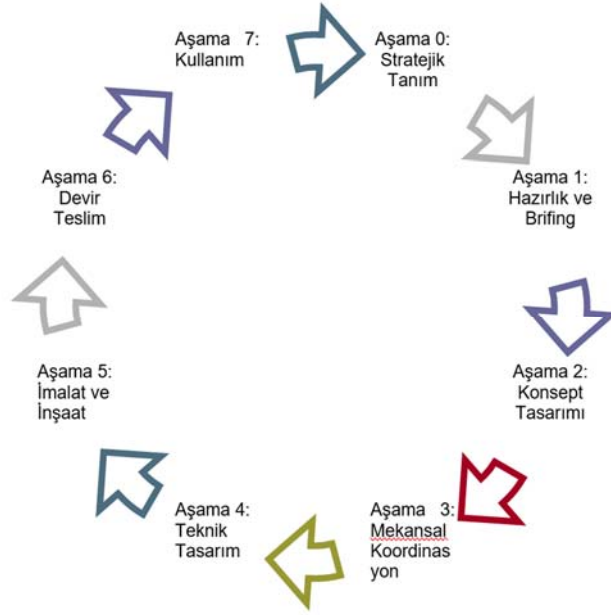 Aşama 0:
Stratejik
Tanım
Aşama 1:
Hazırlık ve
Brifing
Aşama 2:
Konsept
Tasarımı
Aşama 3:
Mekansal
Koordinas
yon
Aşama 4:
Teknik
Tasarım
Aşama 5:
İmalat ve
İnşaat
Aşama 6:
Devir
Teslim
Aşama 7:
Kullanım